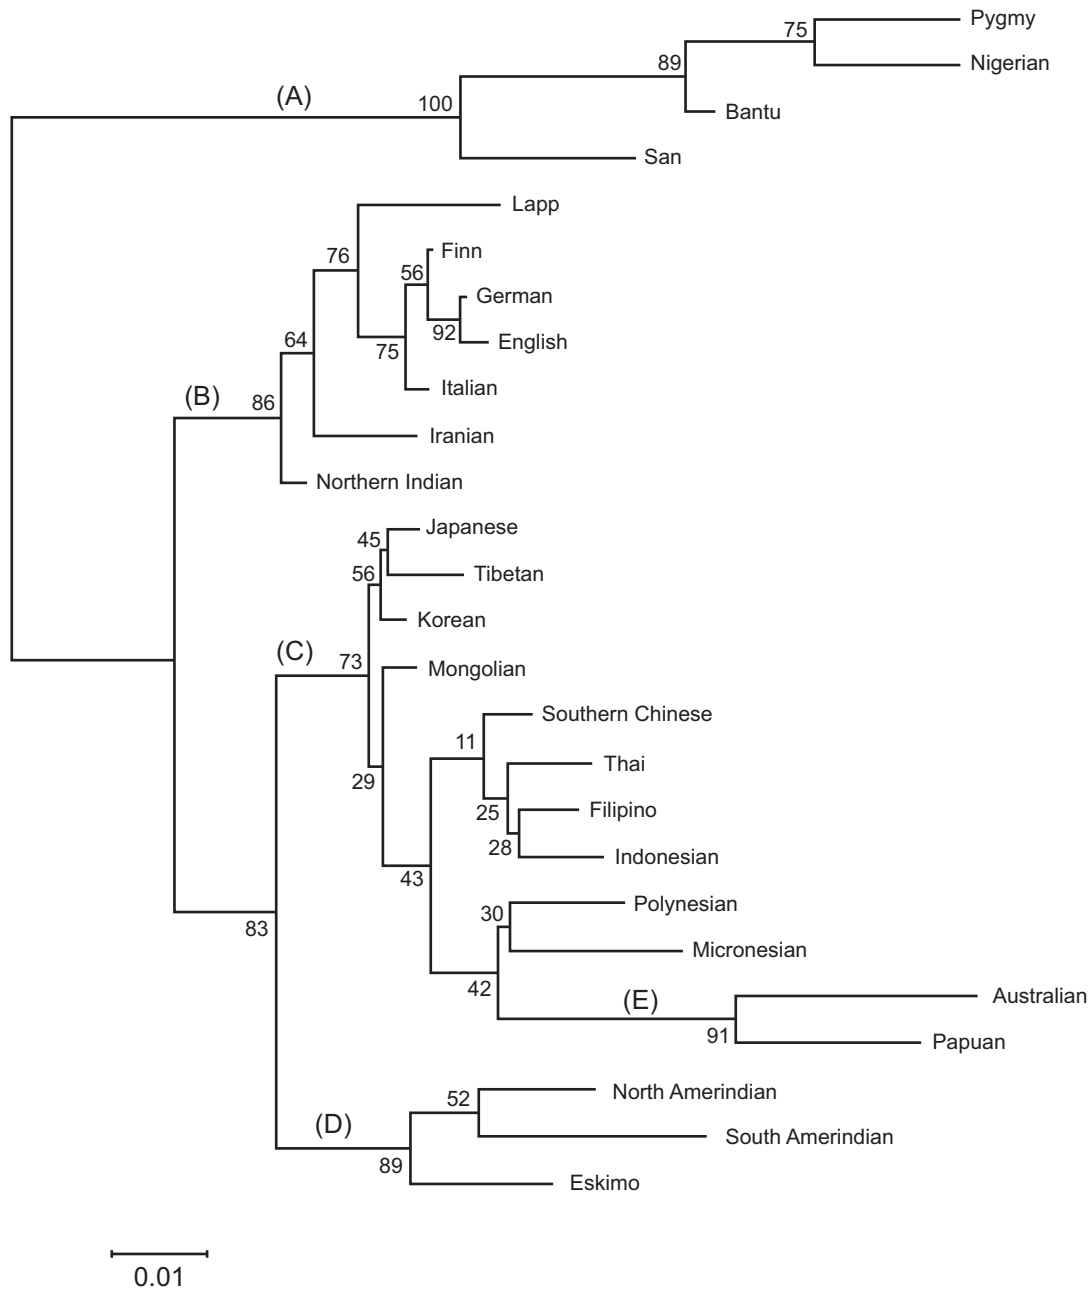 Pygmy
75
Nigerian
89
(A)
100
Bantu
San
Lapp
76
Finn
56
German
92
English
64
75
Italian
(B)
86
Iranian
Northern Indian
Japanese
45
56
Tibetan
Korean
(C)
73
Mongolian
Southern Chinese
11
29
Thai
25
Filipino
28
Indonesian
43
30
Polynesian
Micronesian
42
(E)
Australian
91
Papuan
83
52
North Amerindian
(D)
South Amerindian
89
Eskimo
0.01